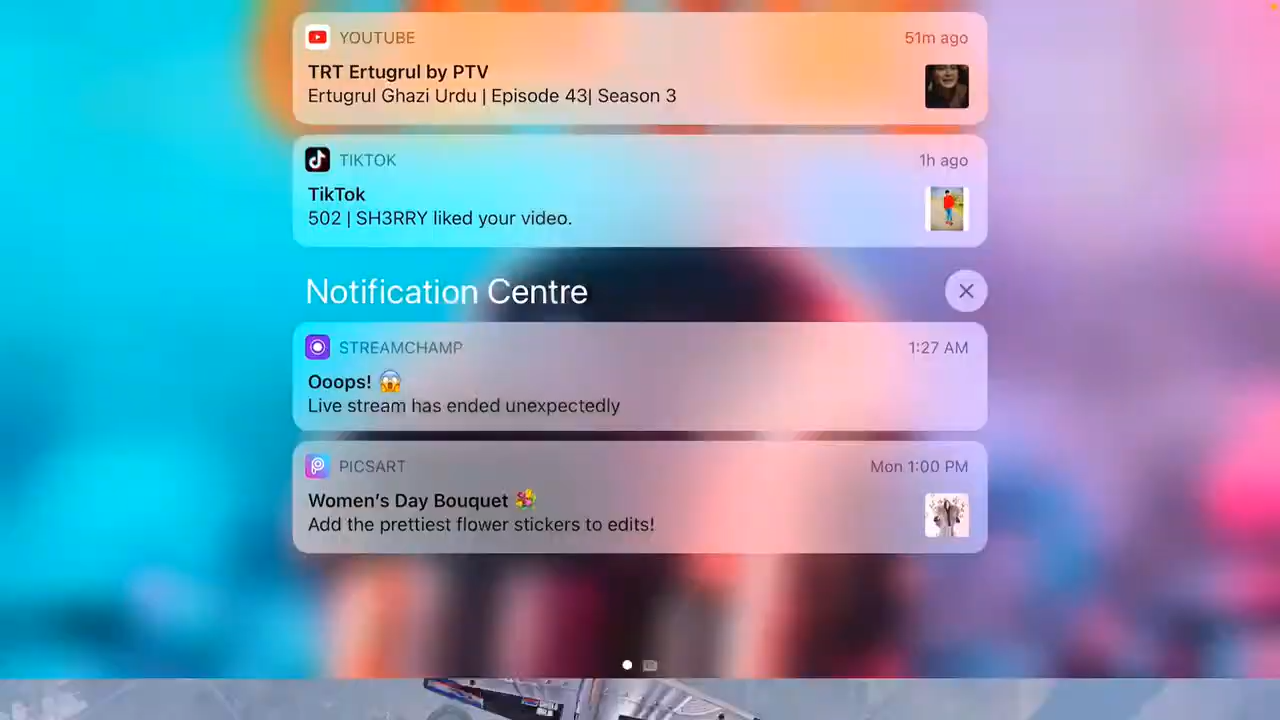 YOUTUBE 51m ago
TRT Ertugrul by PTV
Ertugrul Ghazi Urdu | Episode 43| Season 3
TIKTOK 1h ago
TikTok
502 | SH3RRY liked your video.
Notification Centre
STREAMCHAMP 1:27 AM
Ooops! 😱
Live stream has ended unexpectedly
PICSART Mon 1:00 PM
Women's Day Bouquet 💐
Add the prettiest flower stickers to edits!